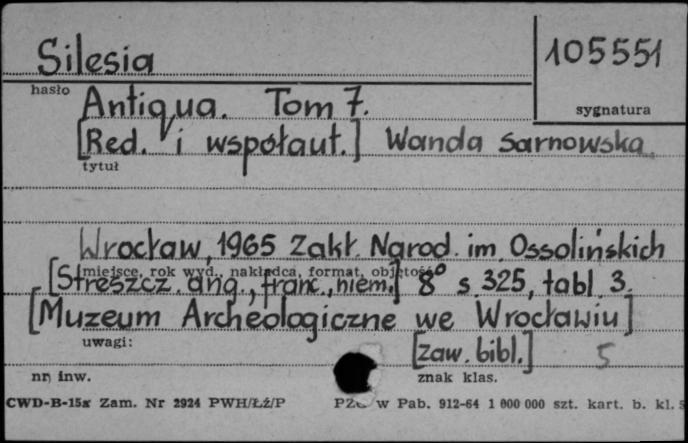 Silesia 105551
hasło Antiqua. Tom 7. sygnatura
[Red. i współaut.] Wanda Sarnowska.
tytuł
Wrocław, 1965 Zakł. Narod. im. Ossolińskich
miejsce, rok wyd., nakładca, format, objętość
[Streszcz. ang., franc., niem.] 8° s 325, tabl. 3.
[Muzeum Archeologiczne we Wrocławiu]
uwagi: [zaw. bibl.] 5
nr inw. znak klas.
CWD-B-15x Zam. Nr 2924 PWH/Łź/P w Pab. 912-64 1 000 000 szt. kart. b. kl.